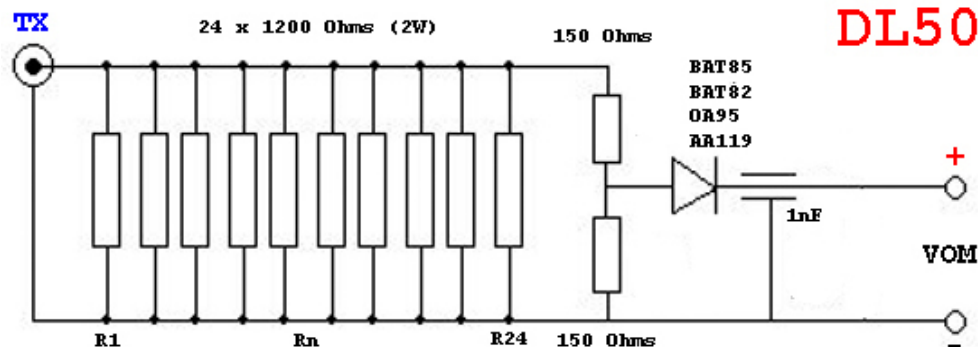 TX
24 x 1200 Ohms (2W)
150 Ohms
DL50
BAT85
BAT82
OA95
AA119
+
1nF
VOM
-
R1
Rn
R24
150 Ohms